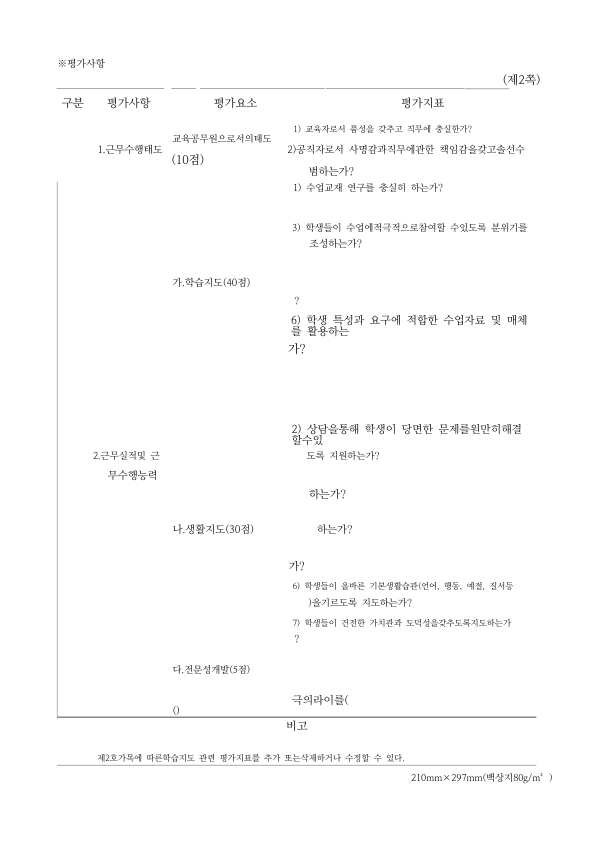 ※평가사항
(제2쪽)
구분 평가사항 평가요소 평가지표
1) 교육자로서 품성을 갖추고 직무에 충실한가?
교육공무원으로서의태도
1.근무수행태도 2)공직자로서 사명감과직무에관한 책임감을갖고솔선수
(10점)
범하는가?
1) 수업교재 연구를 충실히 하는가?
3) 학생들이 수업에적극적으로참여할 수있도록 분위기를
조성하는가?
가.학습지도(40점)
?
6) 학생 특성과 요구에 적합한 수업자료 및 매체
를 활용하는
가?
2) 상담을통해 학생이 당면한 문제를원만히해결
할수있
2.근무실적및 근 도록 지원하는가?
무수행능력
하는가?
나.생활지도(30점) 하는가?
가?
6) 학생들이 올바른 기본생활습관(언어, 행동, 예절, 질서등
)을기르도록 지도하는가?
7) 학생들이 건전한 가치관과 도덕성을갖추도록지도하는가
?
다.전문성개발(5점)
극의라이를(
()
비고
제2호가목에 따른학습지도 관련 평가지표를 추가 또는삭제하거나 수정할 수 있다.
210mm×297mm(백상지80g/㎡ )